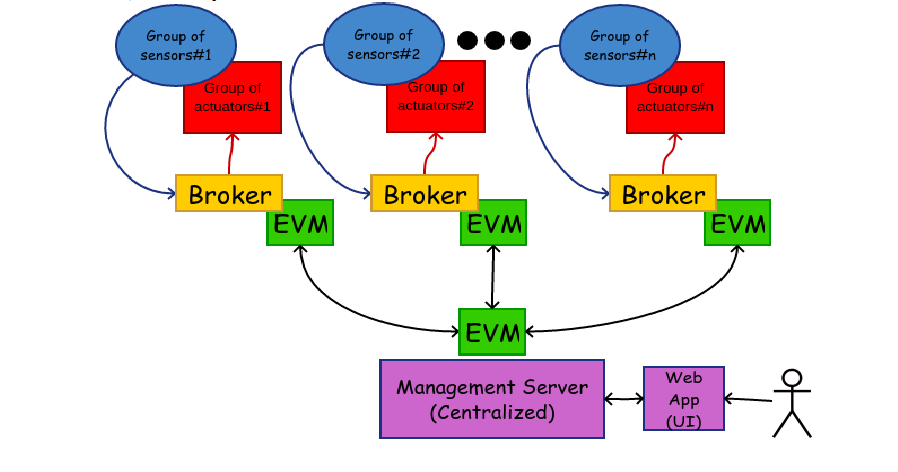 Group of
sensors#1
Group of
sensors#2
Group of
sensors#n
Group of
actuators#1
Group of
actuators#2
Group of
actuators#n
Broker
Broker
Broker
EVM
EVM
EVM
EVM
Management Server
(Centralized)
Web
App
(UI)